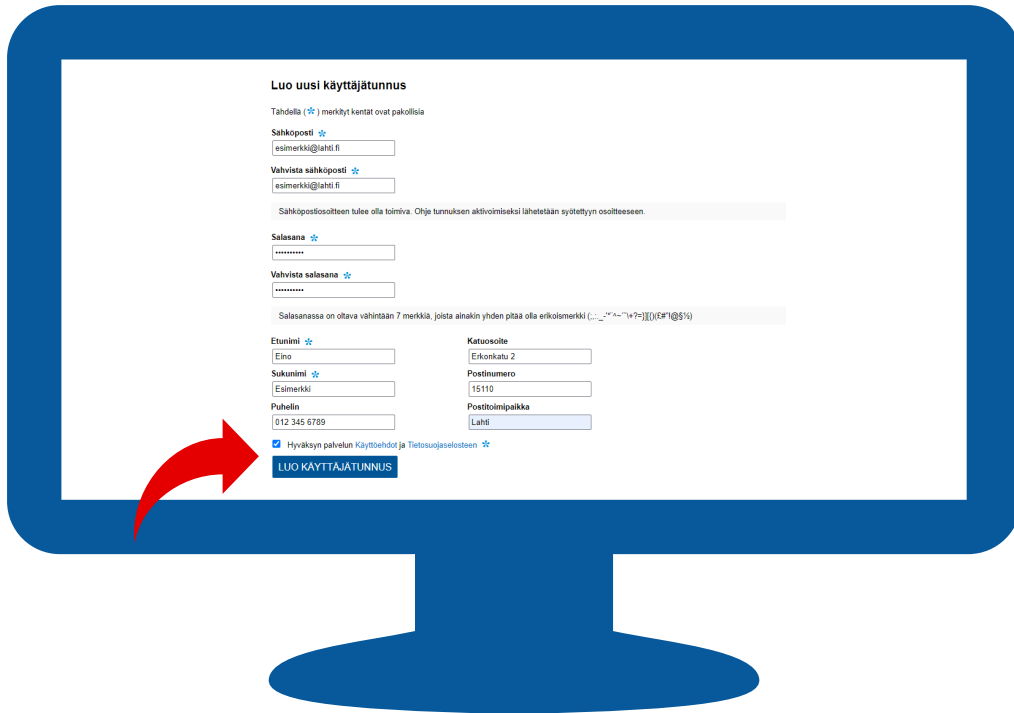 Luo uusi käyttäjätunnus
Tähdellä (*) merkityt kentät ovat pakollisia
Sähköposti *
esimerkki@lahti.fi
Vahvista sähköposti *
esimerkki@lahti.fi
Sähköpostiosoitteen tulee olla toimiva. Ohje tunnuksen aktivoimiseksi lähetetään syötettyyn osoitteeseen.
Salasana *
••••••••••
Vahvista salasana *
••••••••••
Salasanassa on oltava vähintään 7 merkkiä, joista ainakin yhden pitää olla erikoismerkki (;,:._-'*¨^~´`\+?=}][{)(£#"!@§½)
Etunimi * Katuosoite
Eino Erkonkatu 2
Sukunimi * Postinumero
Esimerkki 15110
Puhelin Postitoimipaikka
012 345 6789 Lahti
Hyväksyn palvelun Käyttöehdot ja Tietosuojaselosteen *
LUO KÄYTTÄJÄTUNNUS